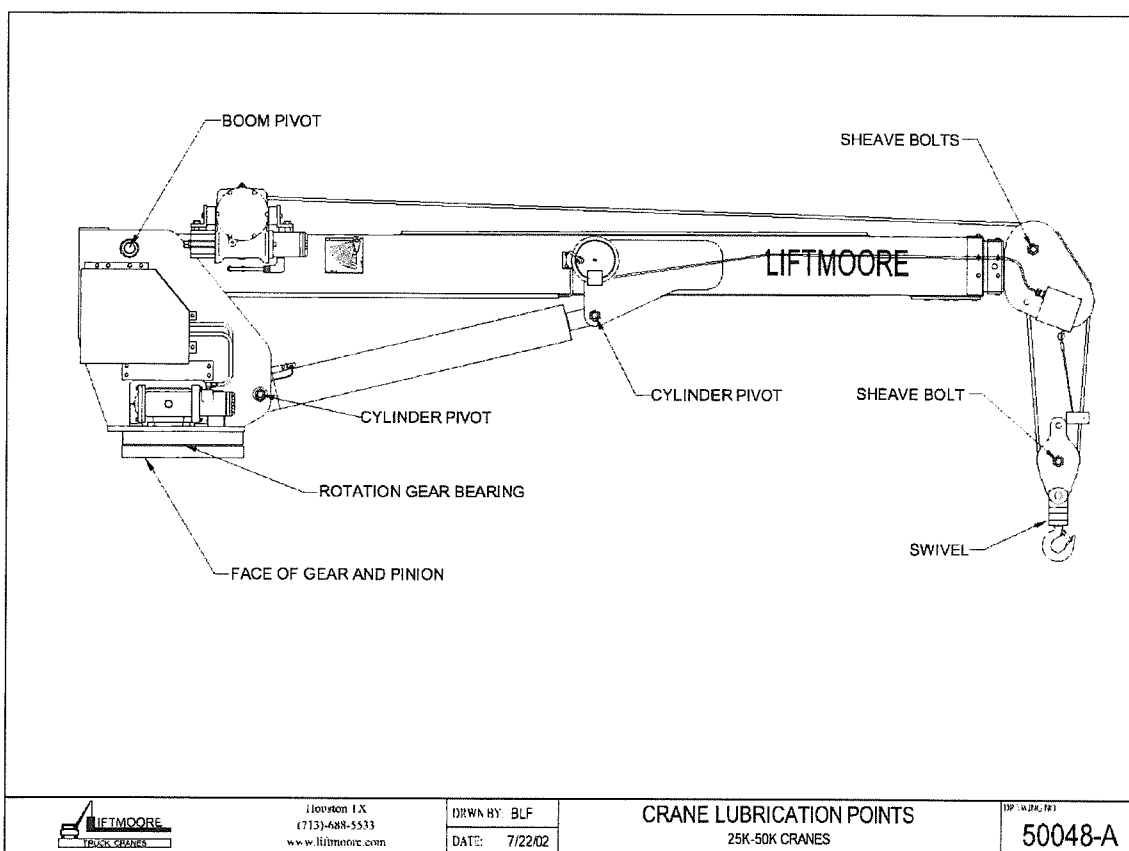 BOOM PIVOT
SHEAVE BOLTS
LIFTMOORE
CYLINDER PIVOT
SHEAVE BOLT
CYLINDER PIVOT
ROTATION GEAR BEARING
SWIVEL
FACE OF GEAR AND PINION
LIFTMOORE
TRUCK CRANES
Houston TX
(713)-688-5533
www.liftmoore.com
DRWN BY: BLF
DATE: 7/22/02
CRANE LUBRICATION POINTS
25K-50K CRANES
DRAWING NO
50048-A